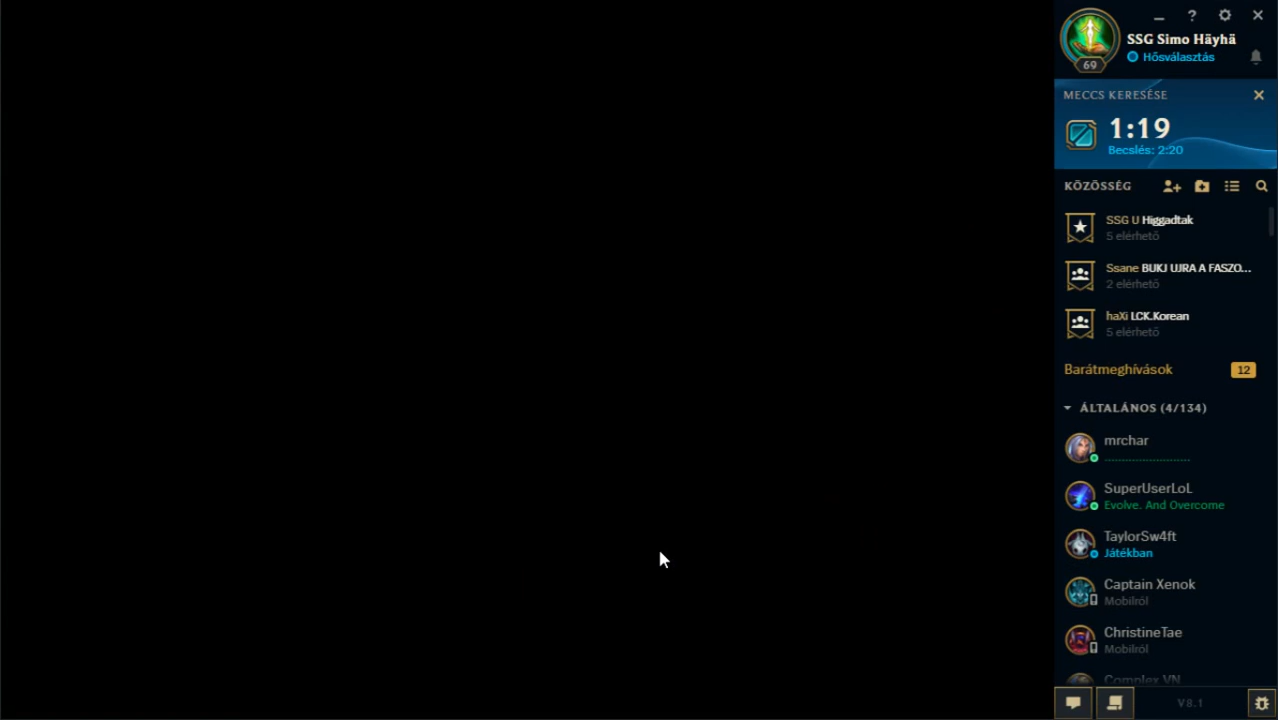 SSG Simo Häyhä
Hősválasztás
69
MECCS KERESÉSE
1:19
Becslés: 2:20
KÖZÖSSÉG
SSG U Higgadtak
5 elérhető
Ssane BUKJ UJRA A FASZO...
2 elérhető
haXi LCK.Korean
5 elérhető
Barátmeghívások 12
ÁLTALÁNOS (4/134)
mrchar
.........................
SuperUserLoL
Evolve. And Overcome
TaylorSw4ft
Játékban
Captain Xenok
Mobilról
ChristineTae
Mobilról
Complex VN
V8.1